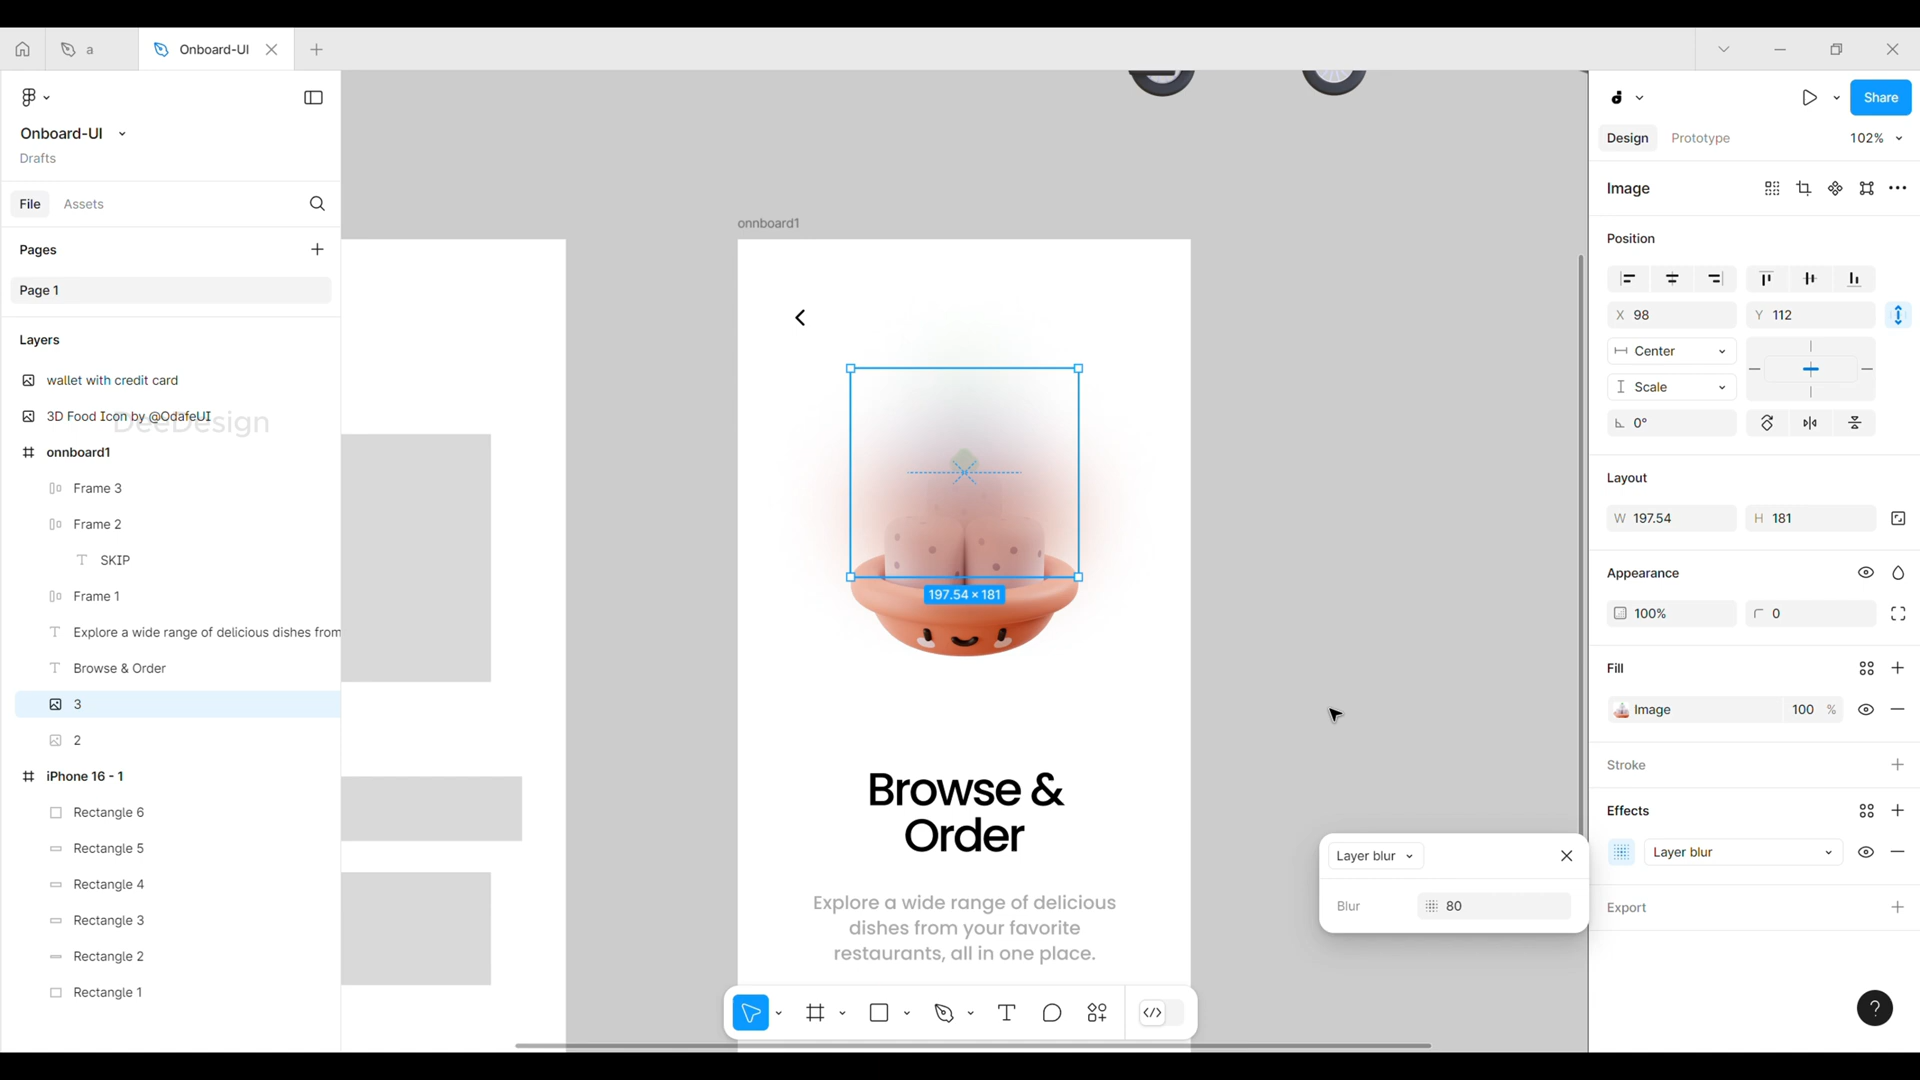 a
Onboard-UI
Onboard-UI
Drafts
File
Assets
Pages
Page 1
Layers
wallet with credit card
3D Food Icon by @OdafeUI
DeeDesign
onnboard1
Frame 3
Frame 2
SKIP
Frame 1
Explore a wide range of delicious dishes from
Browse & Order
3
2
iPhone 16 - 1
Rectangle 6
Rectangle 5
Rectangle 4
Rectangle 3
Rectangle 2
Rectangle 1
onnboard1
197.54 × 181
Browse &
Order
Explore a wide range of delicious
dishes from your favorite
restaurants, all in one place.
Layer blur
Blur
80
Share
Design
Prototype
102%
Image
Position
X 98
Y 112
Center
Scale
0°
Layout
W 197.54
H 181
Appearance
100%
0
Fill
Image
100 %
Stroke
Effects
Layer blur
Export
?